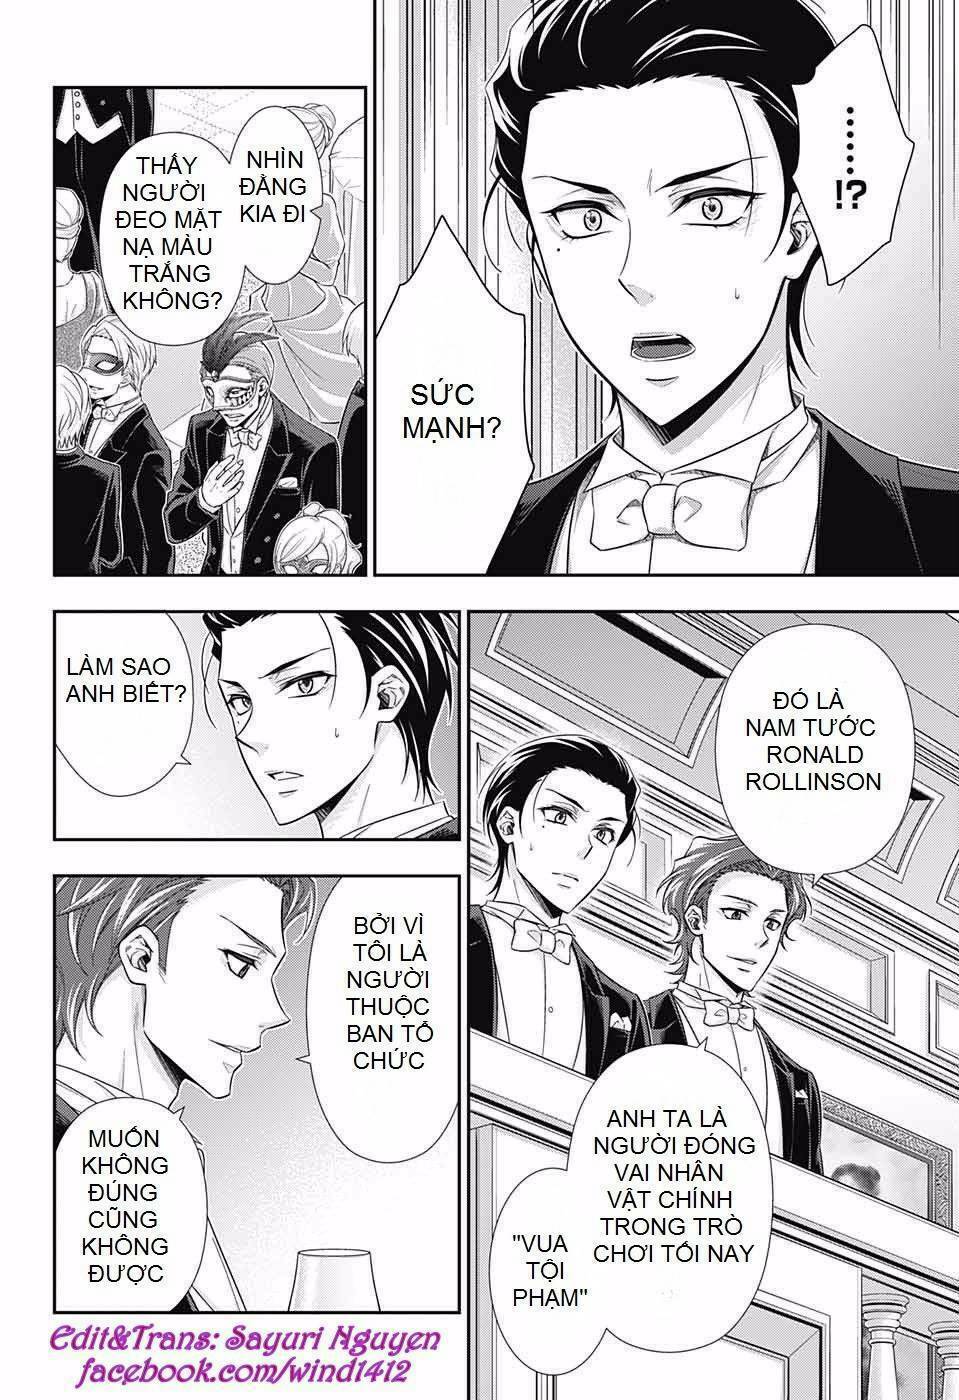 .......
!?
SỨC
MẠNH?
NHÌN
ĐẰNG
KIA ĐI
THẤY
NGƯỜI
ĐEO MẶT
NẠ MÀU
TRẮNG
KHÔNG?
ĐÓ LÀ
NAM TƯỚC
RONALD
ROLLINSON
ANH TA LÀ
NGƯỜI ĐÓNG
VAI NHÂN
VẬT CHÍNH
TRONG TRÒ
CHƠI TỐI NAY
"VUA
TỘI
PHẠM"
LÀM SAO
ANH BIẾT?
BỞI VÌ
TÔI LÀ
NGƯỜI
THUỘC
BAN TỔ
CHỨC
MUỐN
KHÔNG
ĐÚNG
CŨNG
KHÔNG
ĐƯỢC
Edit&Trans: Sayuri Nguyen
facebook.com/wind1412